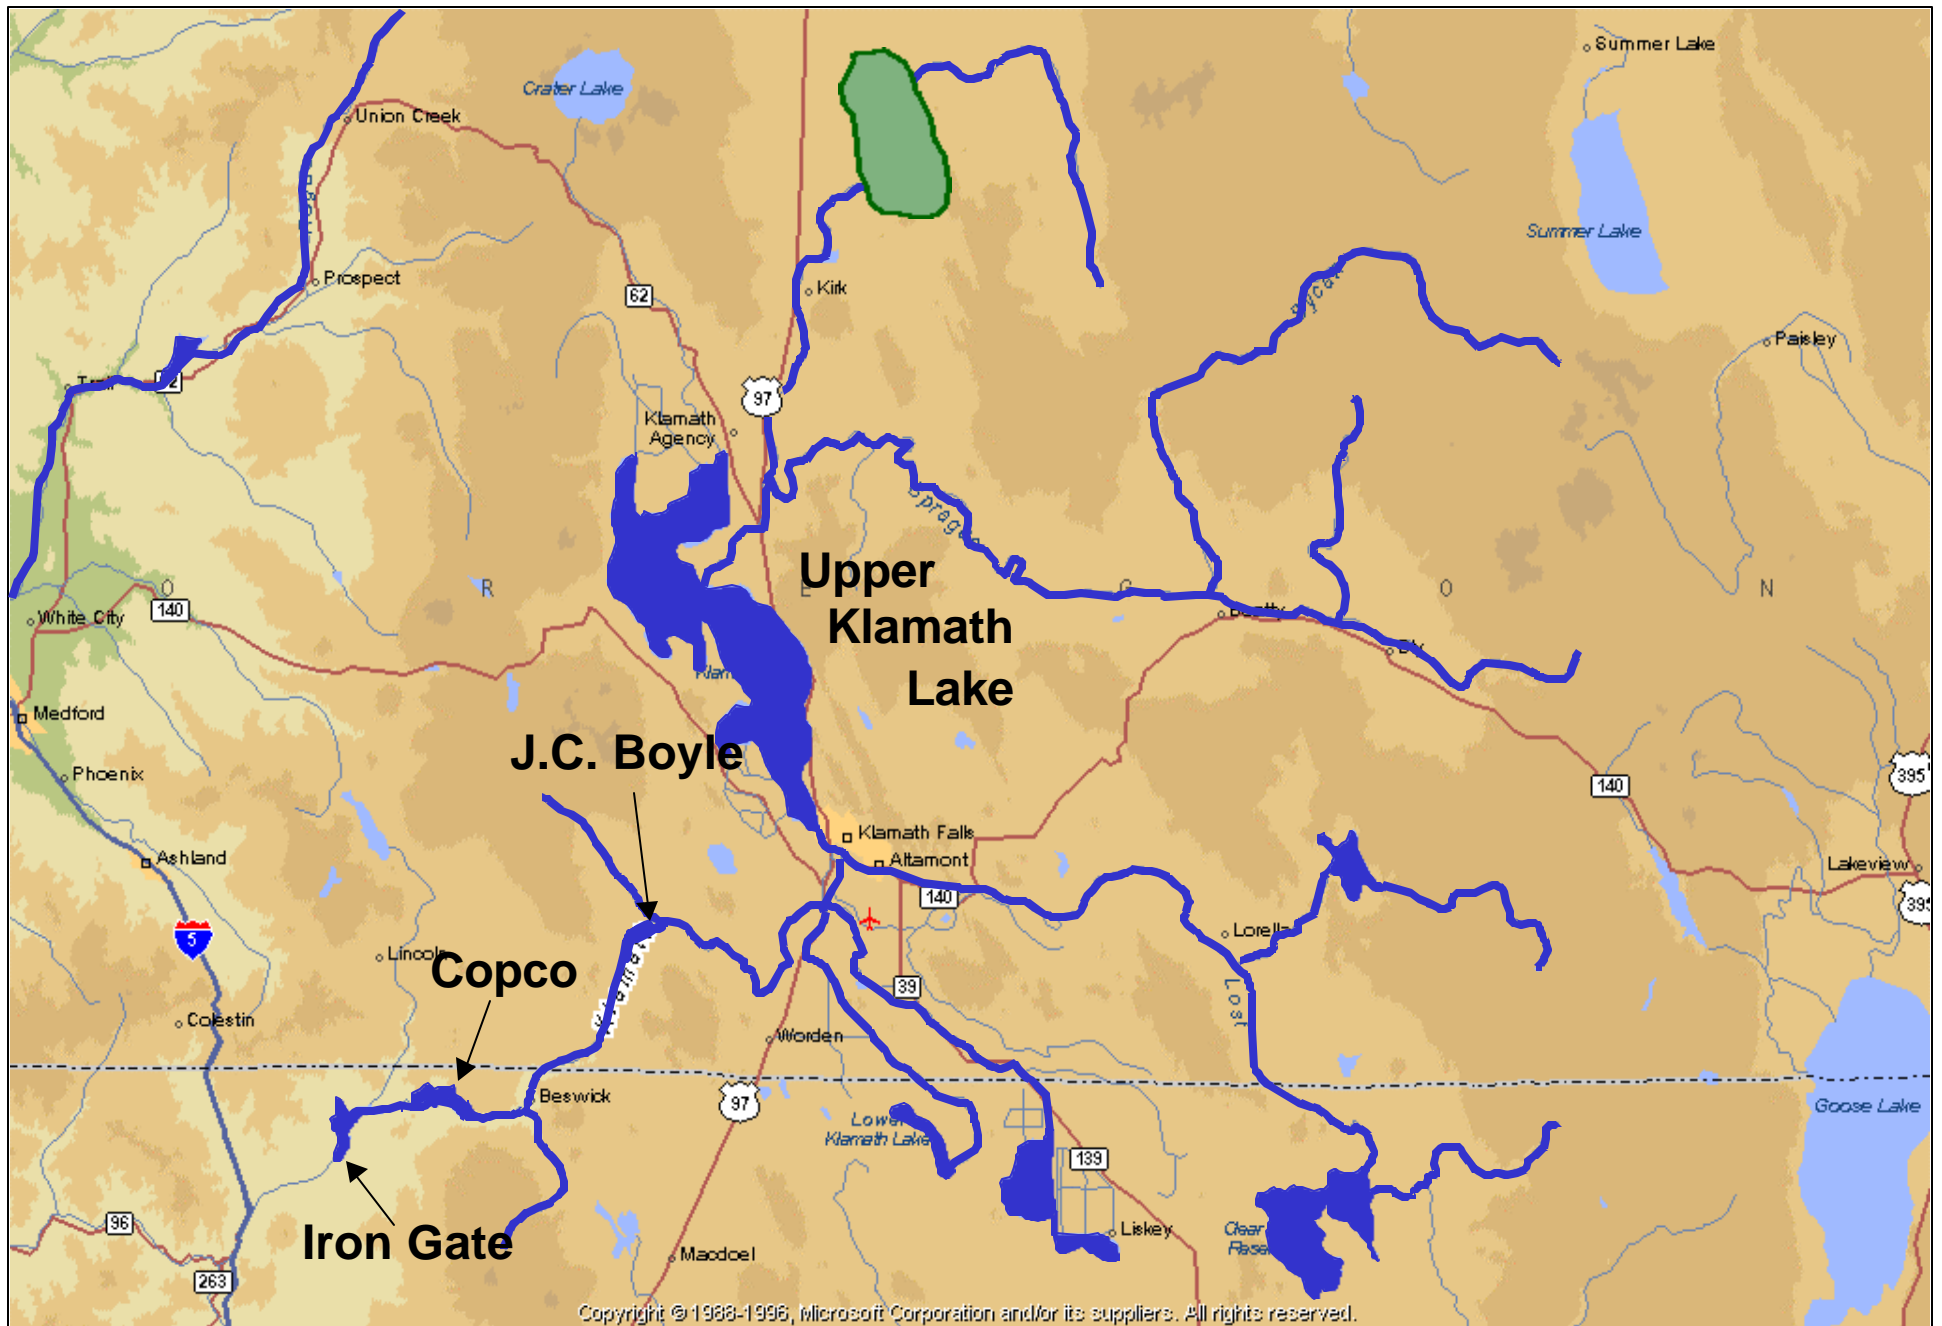 Summer Lake
Crater Lake
Union Creek
Summer Lake
Prospect
Kirk
62
Paisley
97
Klamath
Agency
Upper
Klamath
Lake
O
R
E
G
O
N
140
White City
Medford
J.C. Boyle
Phoenix
395
140
Klamath Falls
Ashland
Altamont
Lakeview
140
5
Copco
39
Lost
Colestin
Worden
Beswick
97
Goose Lake
Klamath Lake
139
96
Iron Gate
Liskey
Macdoel
263
Copyright © 1988-1996, Microsoft Corporation and/or its suppliers. All rights reserved.